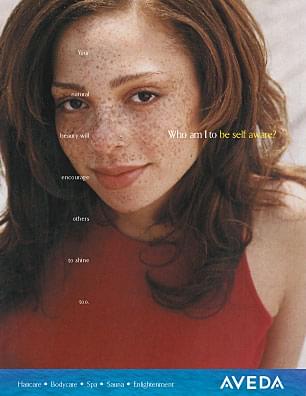 Your
natural
beauty will
encourage
others
to shine
too.
Who am I to be self aware?
Haircare • Bodycare • Spa • Sauna • Enlightenment
AVEDA